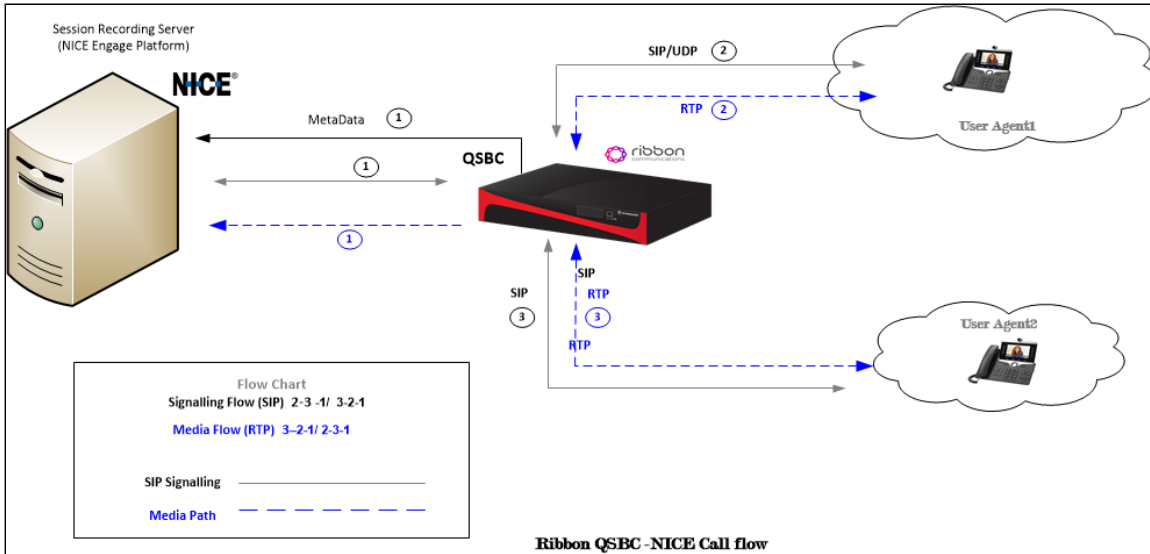 Session Recording Server
(NICE Engage Platform)
NICE®
MetaData 1
1
1
QSBC
ribbon
communications
SIP/UDP 2
RTP 2
User Agent1
SIP
SIP
RTP
3
3
RTP
User Agent2
Flow Chart
Signalling Flow (SIP) 2-3 -1/ 3-2-1
Media Flow (RTP) 3–2-1/ 2-3-1
SIP Signalling
Media Path
Ribbon QSBC -NICE Call flow